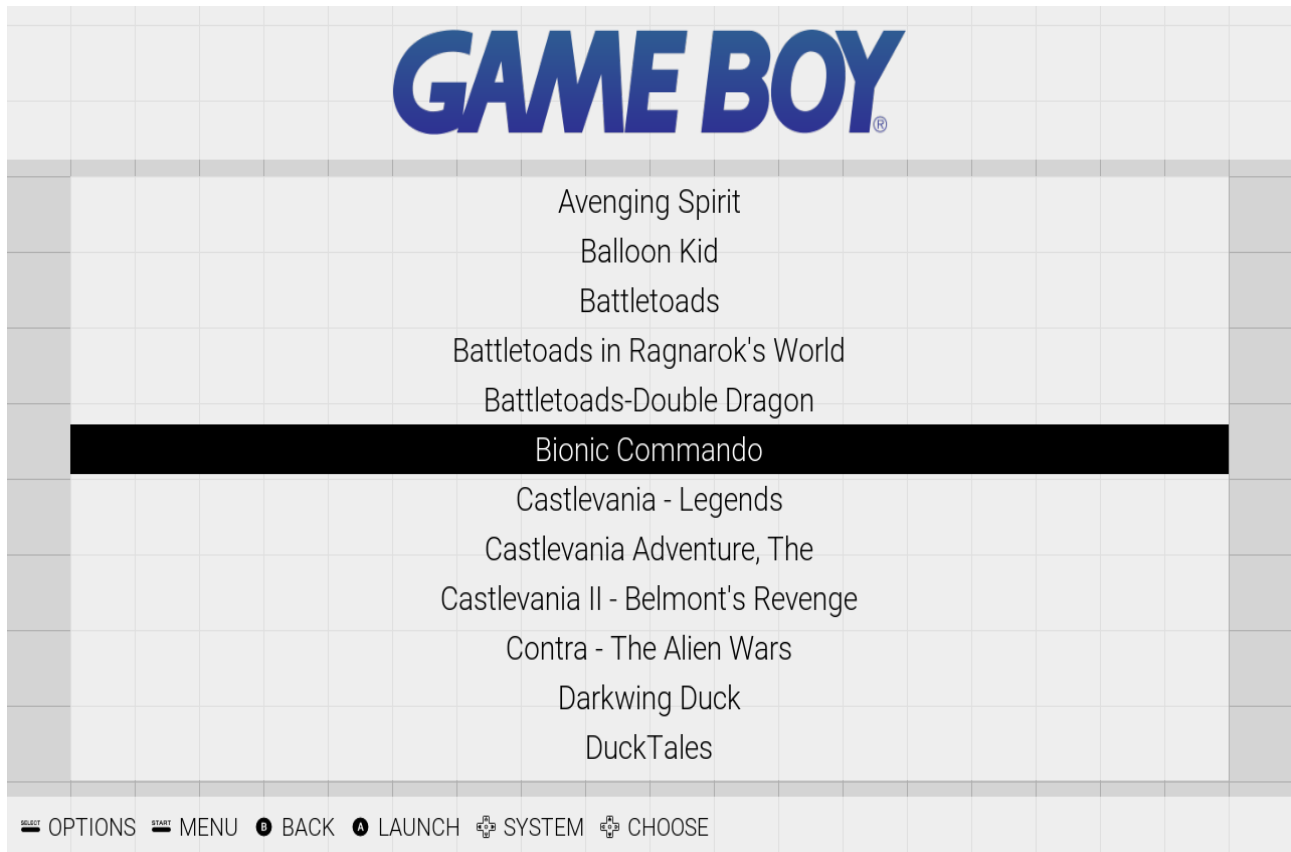 GAME BOY®
Avenging Spirit
Balloon Kid
Battletoads
Battletoads in Ragnarok's World
Battletoads-Double Dragon
Bionic Commando
Castlevania - Legends
Castlevania Adventure, The
Castlevania II - Belmont's Revenge
Contra - The Alien Wars
Darkwing Duck
DuckTales
SELECT OPTIONS START MENU B BACK A LAUNCH SYSTEM CHOOSE